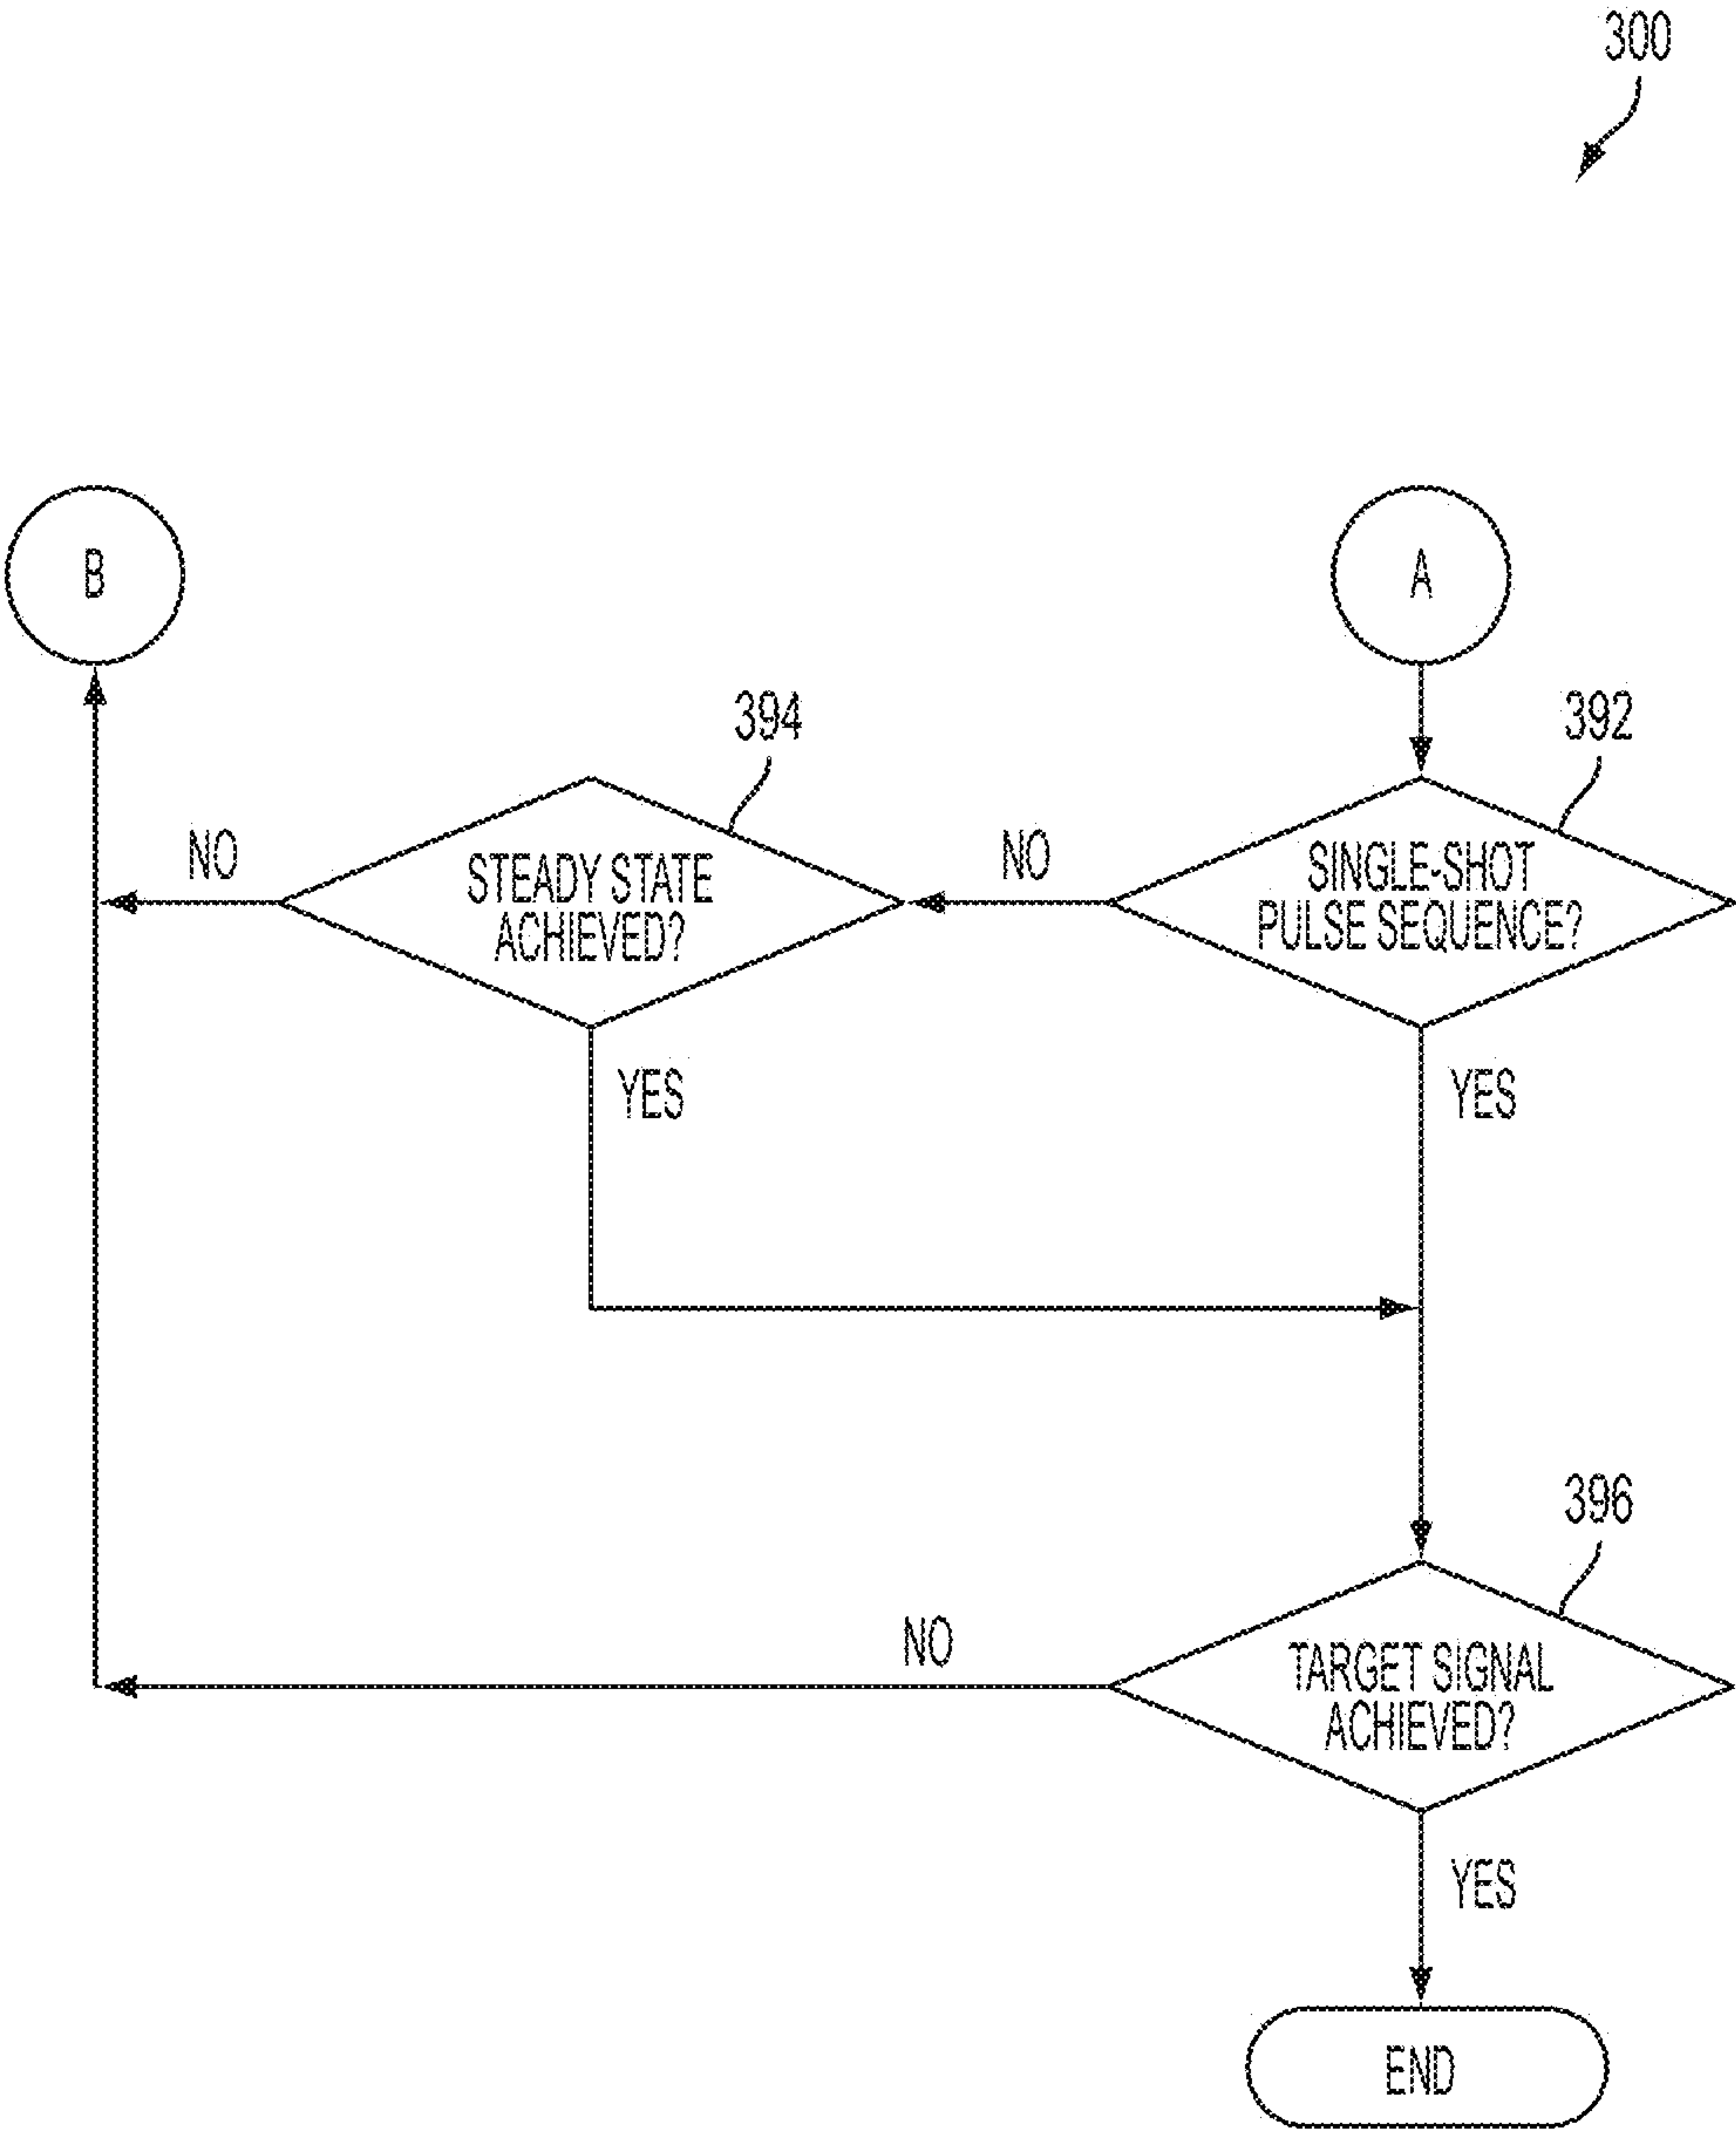 300
B
A
394
392
NO
STEADY STATE
ACHIEVED?
NO
SINGLE-SHOT
PULSE SEQUENCE?
YES
YES
396
NO
TARGET SIGNAL
ACHIEVED?
YES
END